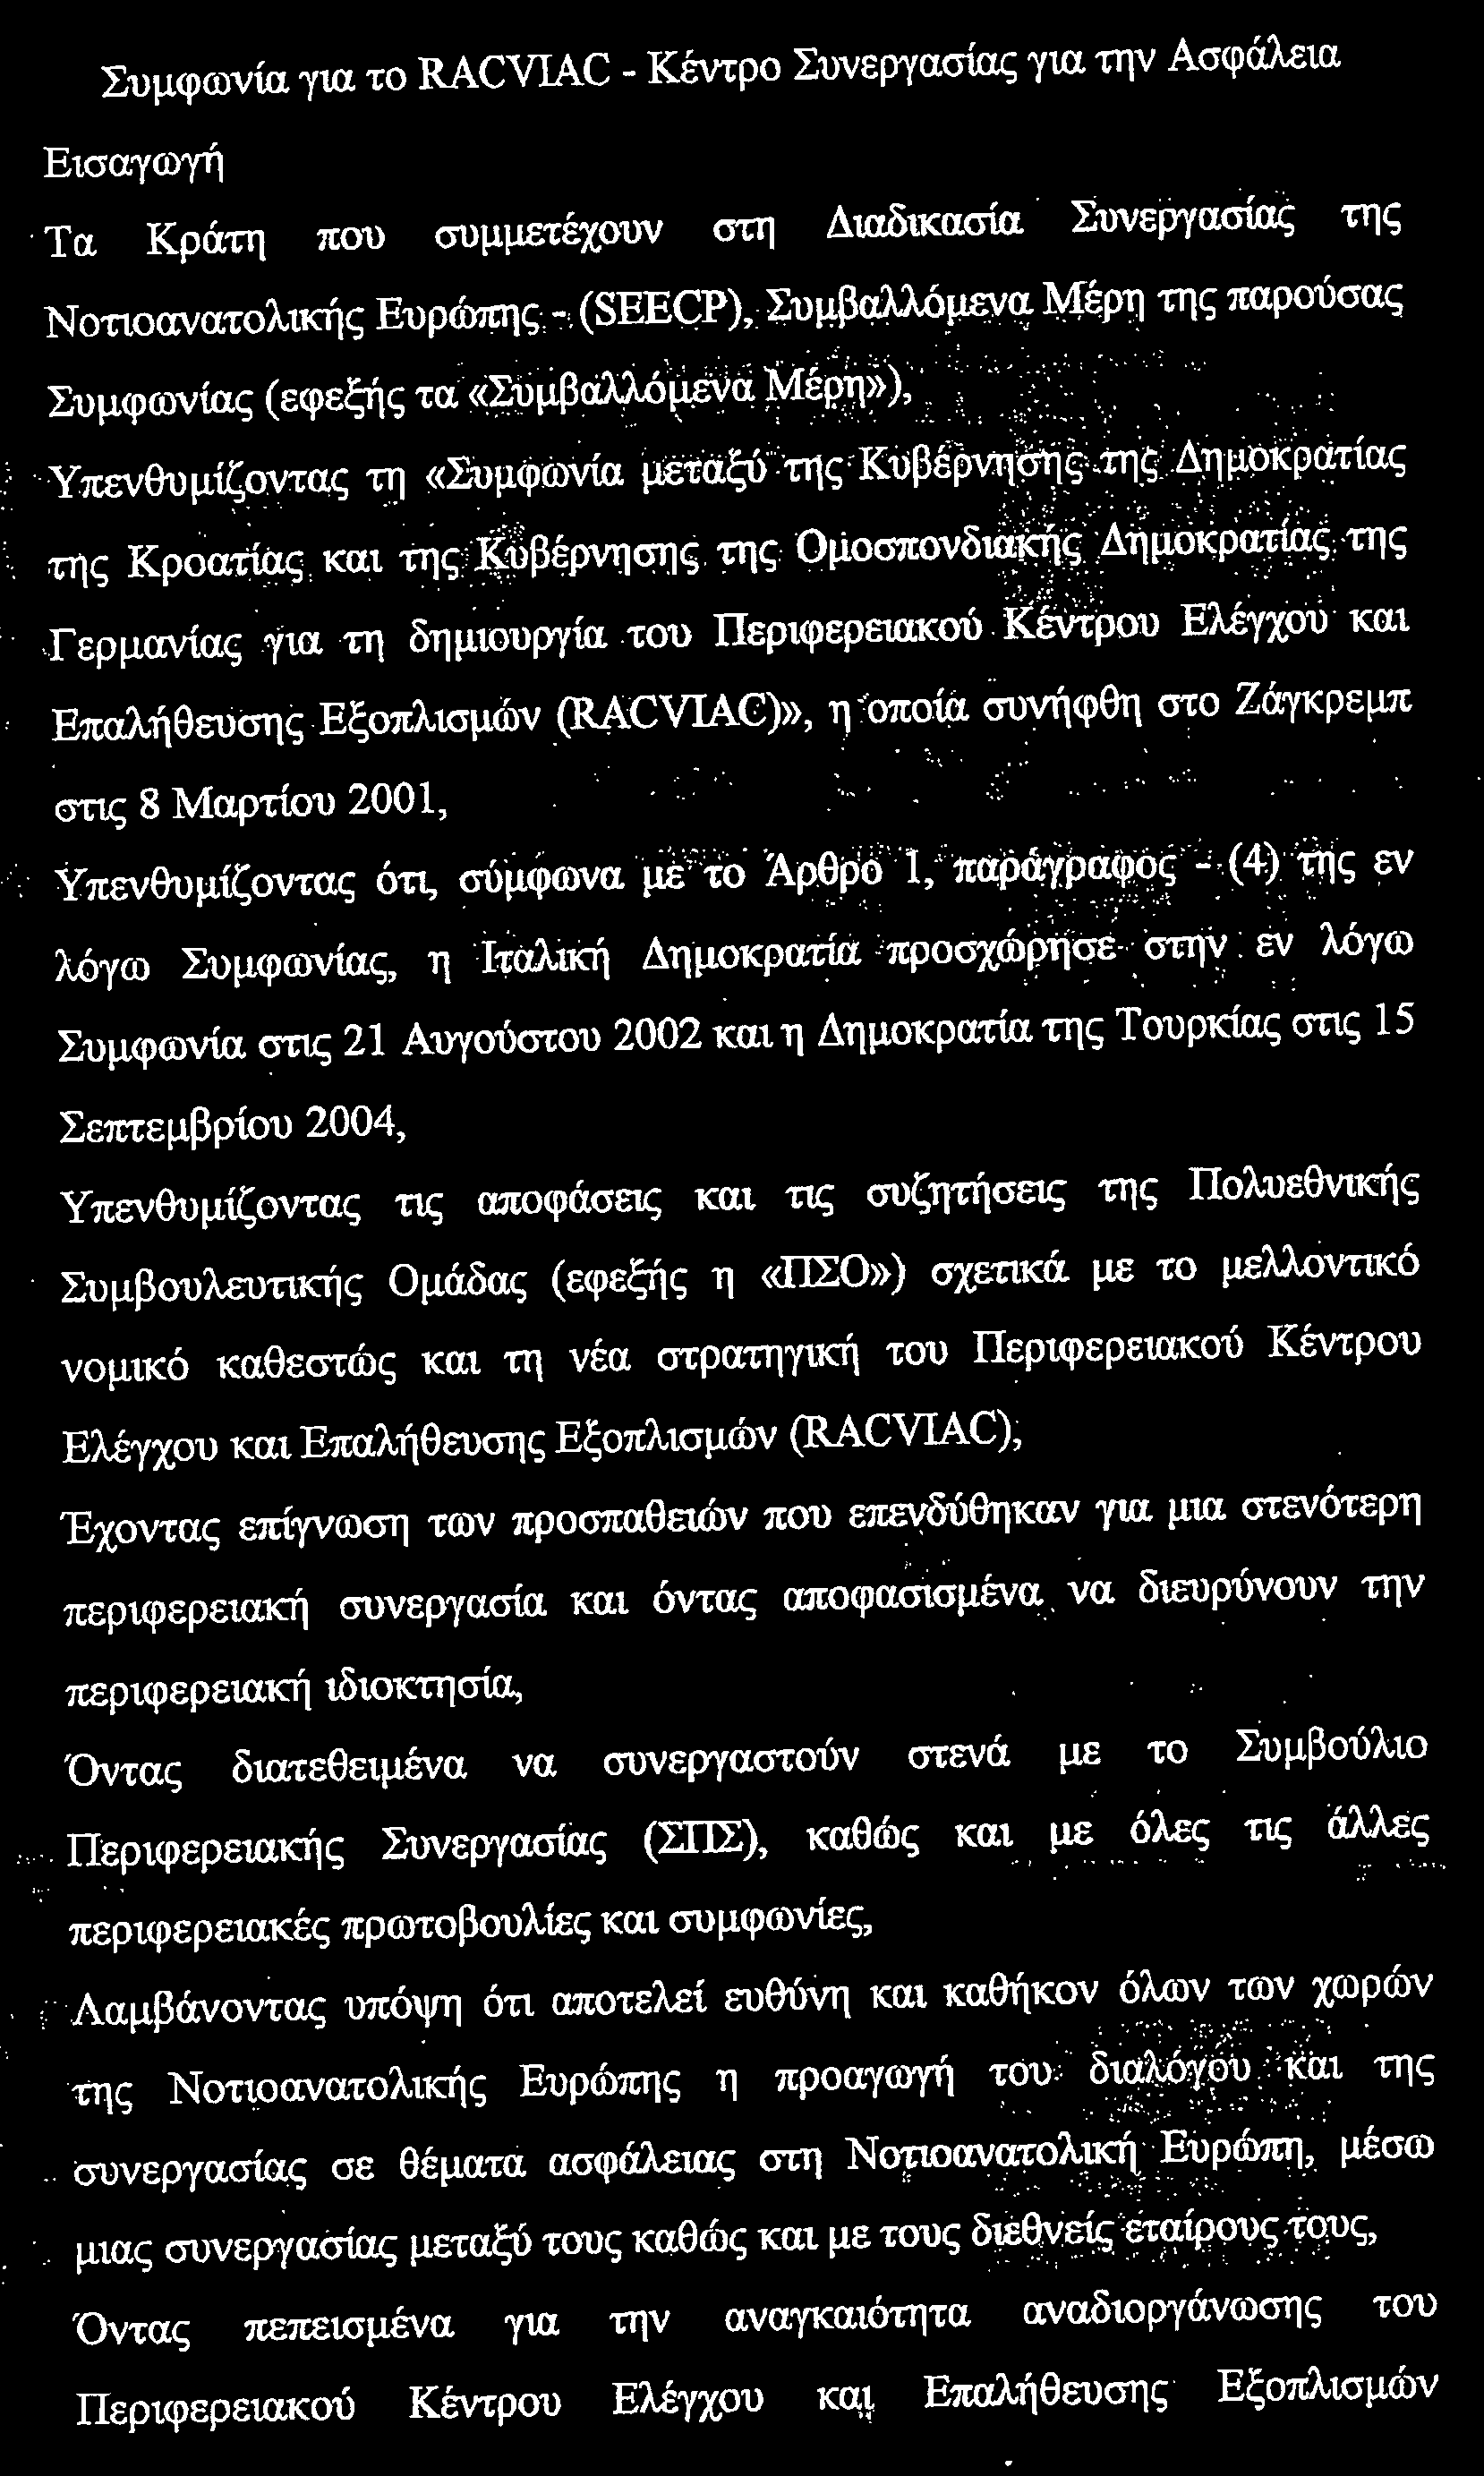 Συμφωνία για το RACVIAC - Κέντρο Συνεργασίας για την Ασφάλεια
Εισαγωγή
Τα Κράτη που συμμετέχουν στη Διαδικασία Συνεργασίας της
Νοτιοανατολικής Ευρώπης - (SEECP), Συμβαλλόμενα Μέρη της παρούσας
Συμφωνίας (εφεξής τα «Συμβαλλόμενα Μέρη»),
Υπενθυμίζοντας τη «Συμφωνία μεταξύ της Κυβέρνησης της Δημοκρατίας
της Κροατίας και της Κυβέρνησης της Ομοσπονδιακής Δημοκρατίας της
Γερμανίας για τη δημιουργία του Περιφερειακού Κέντρου Ελέγχου και
Επαλήθευσης Εξοπλισμών (RACVIAC)», η οποία συνήφθη στο Ζάγκρεμπ
στις 8 Μαρτίου 2001,
Υπενθυμίζοντας ότι, σύμφωνα με το Άρθρο 1, παράγραφος - (4) της εν
λόγω Συμφωνίας, η Ιταλική Δημοκρατία προσχώρησε στην εν λόγω
Συμφωνία στις 21 Αυγούστου 2002 και η Δημοκρατία της Τουρκίας στις 15
Σεπτεμβρίου 2004,
Υπενθυμίζοντας τις αποφάσεις και τις συζητήσεις της Πολυεθνικής
Συμβουλευτικής Ομάδας (εφεξής η «ΠΣΟ») σχετικά με το μελλοντικό
νομικό καθεστώς και τη νέα στρατηγική του Περιφερειακού Κέντρου
Ελέγχου και Επαλήθευσης Εξοπλισμών (RACVIAC),
Έχοντας επίγνωση των προσπαθειών που επενδύθηκαν για μια στενότερη
περιφερειακή συνεργασία και όντας αποφασισμένα να διευρύνουν την
περιφερειακή ιδιοκτησία,
Όντας διατεθειμένα να συνεργαστούν στενά με το Συμβούλιο
Περιφερειακής Συνεργασίας (ΣΠΣ), καθώς και με όλες τις άλλες
περιφερειακές πρωτοβουλίες και συμφωνίες,
Λαμβάνοντας υπόψη ότι αποτελεί ευθύνη και καθήκον όλων των χωρών
της Νοτιοανατολικής Ευρώπης η προαγωγή του διαλόγου και της
συνεργασίας σε θέματα ασφάλειας στη Νοτιοανατολική Ευρώπη, μέσω
μιας συνεργασίας μεταξύ τους καθώς και με τους διεθνείς εταίρους τους,
Όντας πεπεισμένα για την αναγκαιότητα αναδιοργάνωσης του
Περιφερειακού Κέντρου Ελέγχου και Επαλήθευσης Εξοπλισμών